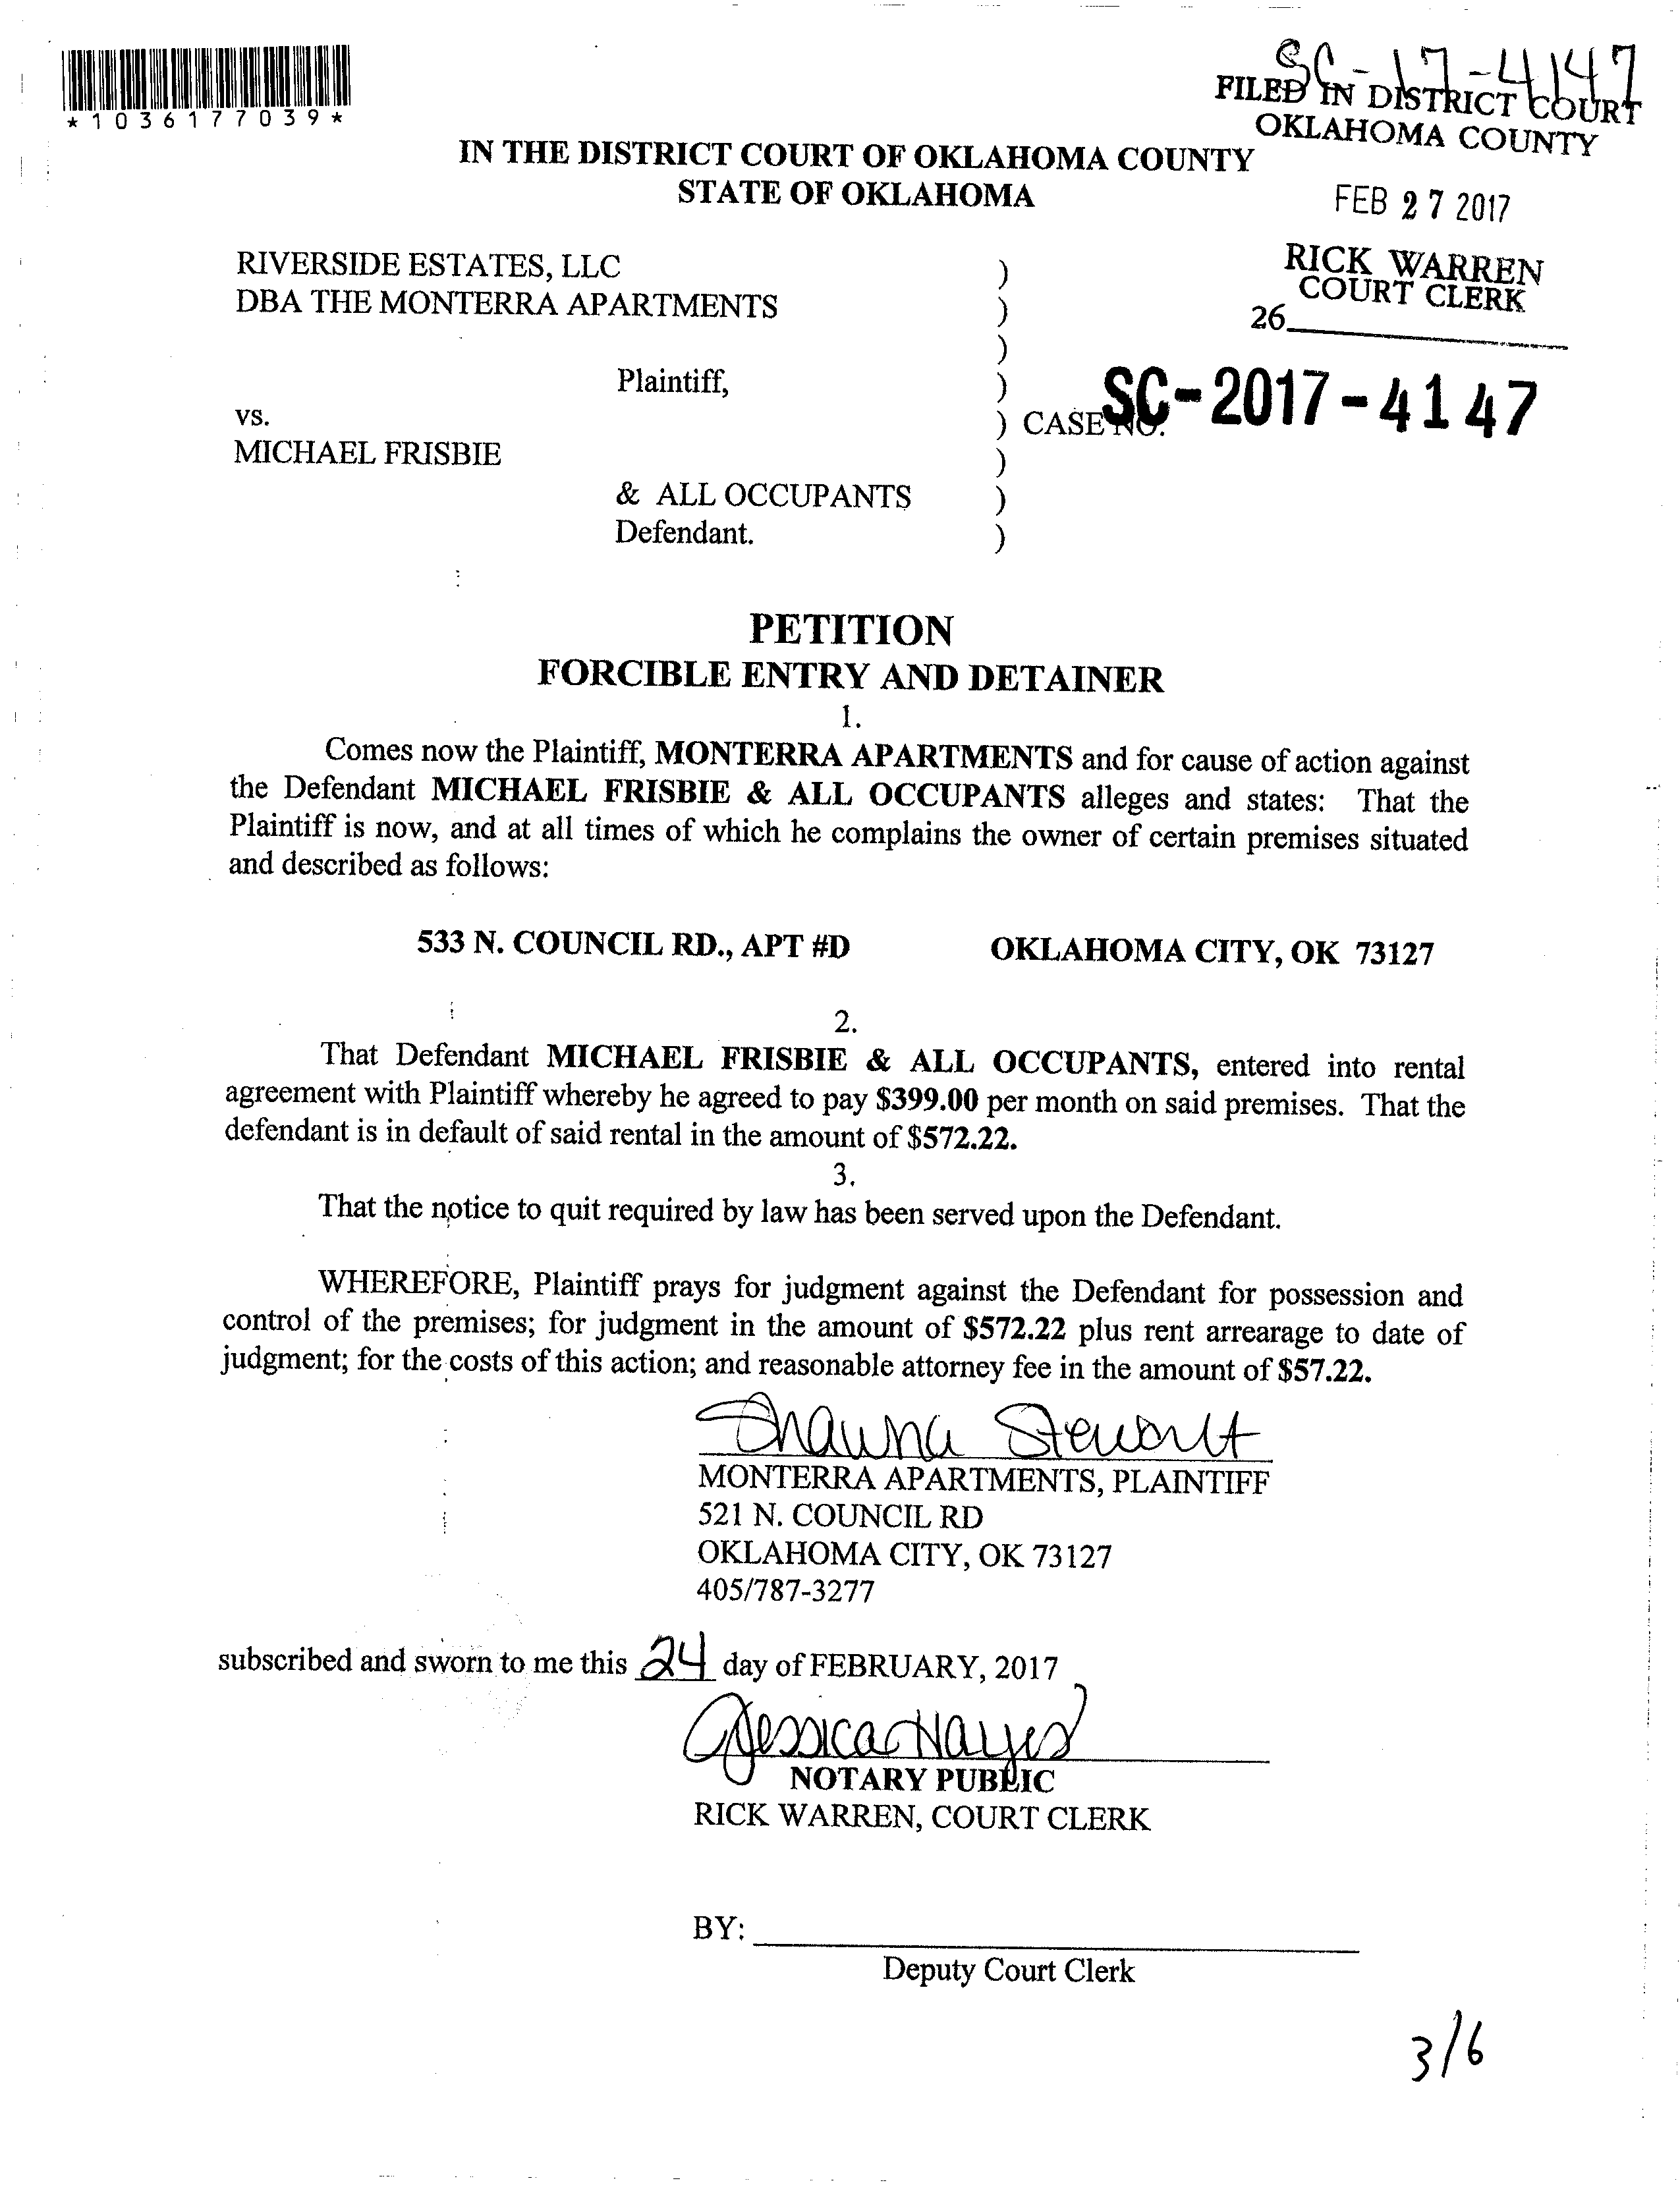 SC-17-4147
*1036177039*
FILED IN DISTRICT COURT
OKLAHOMA COUNTY
IN THE DISTRICT COURT OF OKLAHOMA COUNTY
STATE OF OKLAHOMA
FEB 27 2017
RICK WARREN
COURT CLERK
26
RIVERSIDE ESTATES, LLC )
DBA THE MONTERRA APARTMENTS )
)
Plaintiff, )
vs. ) CASE NO. SC-2017-4147
MICHAEL FRISBIE )
& ALL OCCUPANTS )
Defendant. )
PETITION
FORCIBLE ENTRY AND DETAINER
1.
Comes now the Plaintiff, MONTERRA APARTMENTS and for cause of action against
the Defendant MICHAEL FRISBIE & ALL OCCUPANTS alleges and states: That the
Plaintiff is now, and at all times of which he complains the owner of certain premises situated
and described as follows:
533 N. COUNCIL RD., APT #D OKLAHOMA CITY, OK 73127
2.
That Defendant MICHAEL FRISBIE & ALL OCCUPANTS, entered into rental
agreement with Plaintiff whereby he agreed to pay $399.00 per month on said premises. That the
defendant is in default of said rental in the amount of $572.22.
3.
That the notice to quit required by law has been served upon the Defendant.
WHEREFORE, Plaintiff prays for judgment against the Defendant for possession and
control of the premises; for judgment in the amount of $572.22 plus rent arrearage to date of
judgment; for the costs of this action; and reasonable attorney fee in the amount of $57.22.
Shawna Stewart
MONTERRA APARTMENTS, PLAINTIFF
521 N. COUNCIL RD
OKLAHOMA CITY, OK 73127
405/787-3277
subscribed and sworn to me this 24 day of FEBRUARY, 2017
Jessica Hayes
NOTARY PUBLIC
RICK WARREN, COURT CLERK
BY:
Deputy Court Clerk
3/6